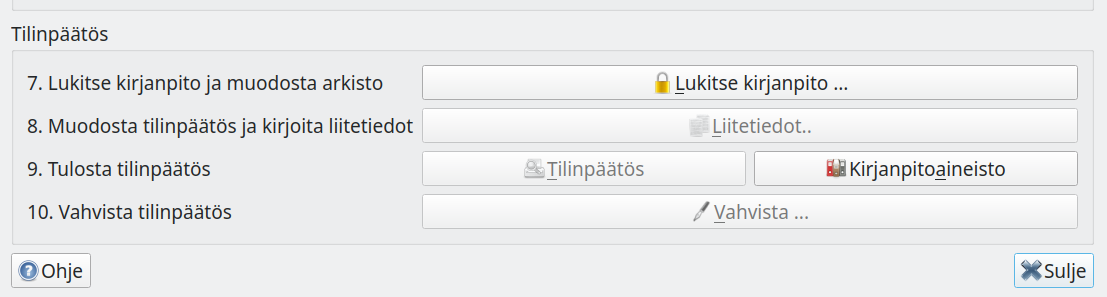 Tilinpäätös
7. Lukitse kirjanpito ja muodosta arkisto
Lukitse kirjanpito ...
8. Muodosta tilinpäätös ja kirjoita liitetiedot
Liitetiedot..
9. Tulosta tilinpäätös
Tilinpäätös
Kirjanpitoaineisto
10. Vahvista tilinpäätös
Vahvista ...
Ohje
Sulje